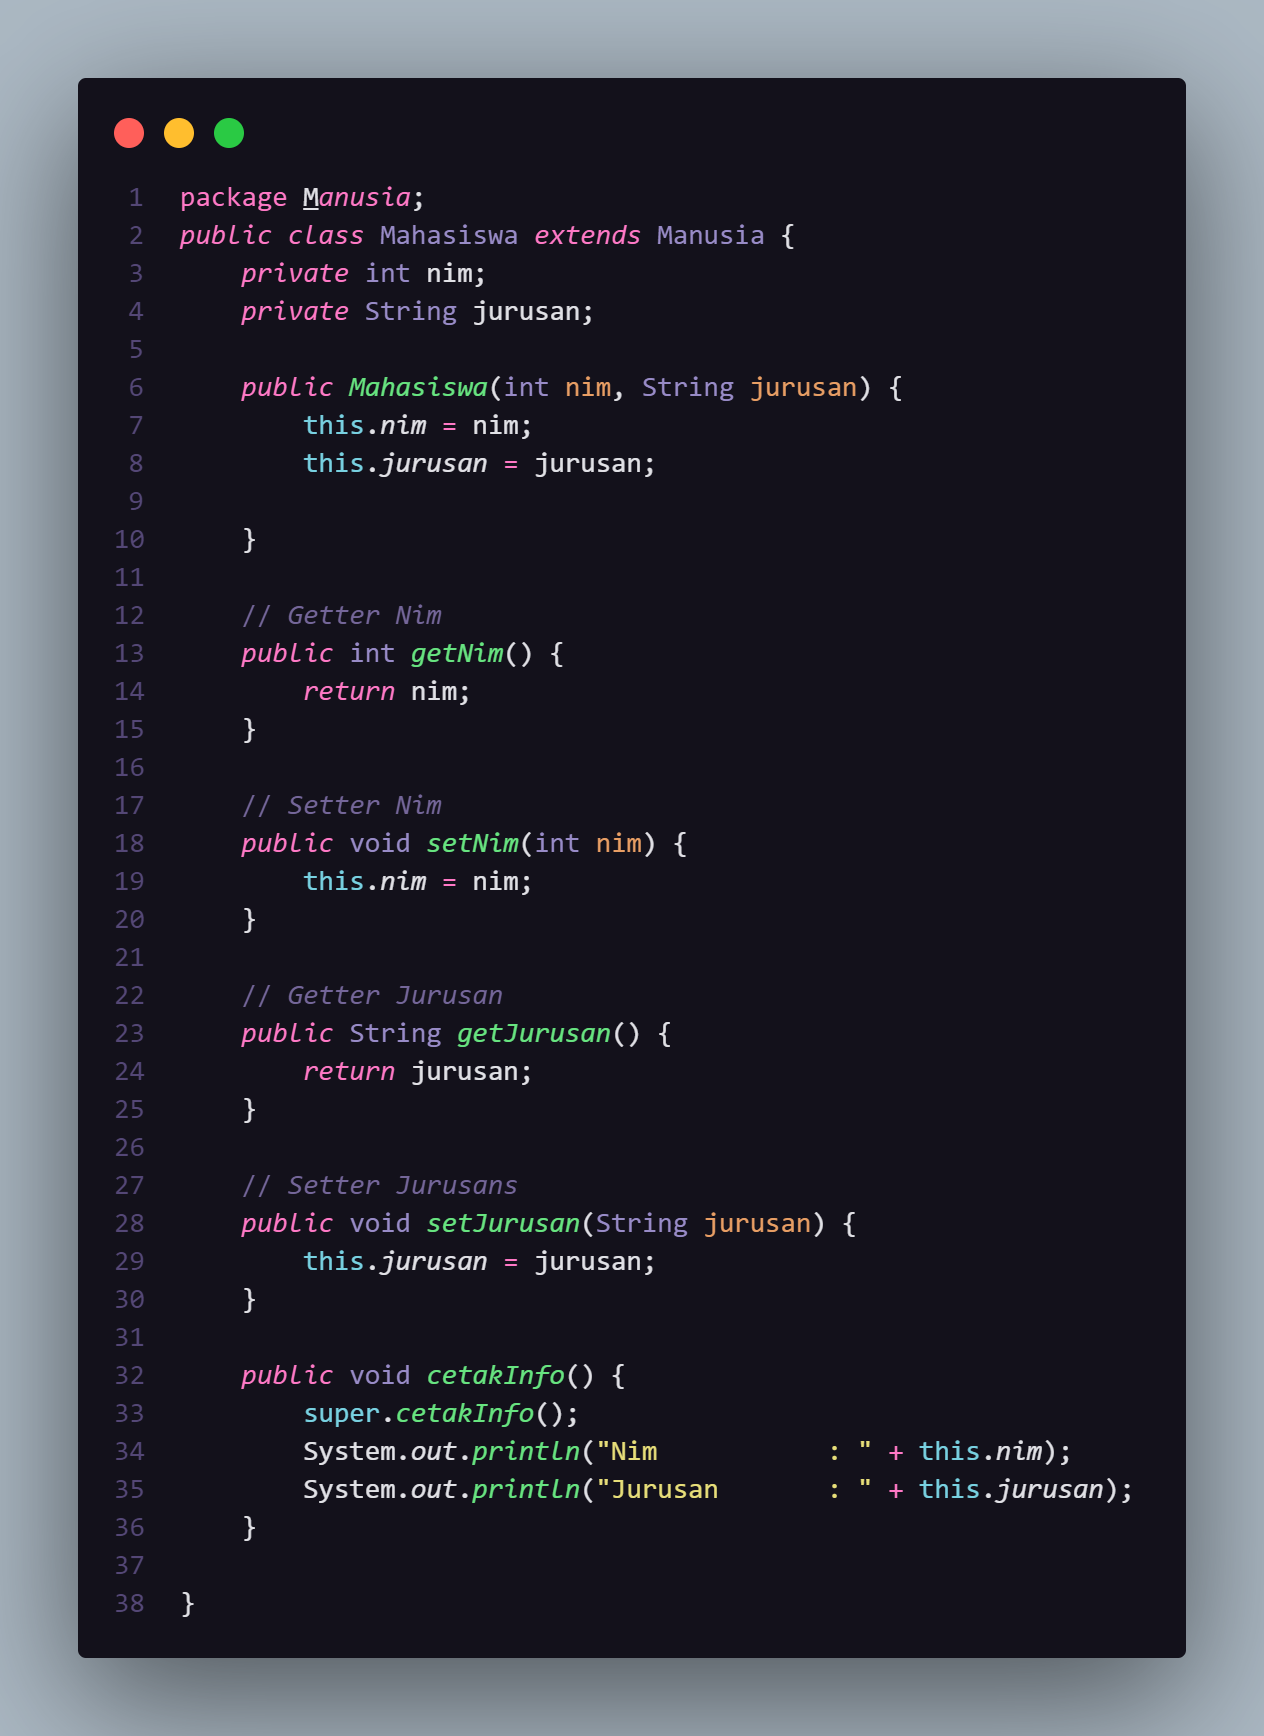 1 package Manusia;
2 public class Mahasiswa extends Manusia {
3     private int nim;
4     private String jurusan;
5
6     public Mahasiswa(int nim, String jurusan) {
7         this.nim = nim;
8         this.jurusan = jurusan;
9
10     }
11
12     // Getter Nim
13     public int getNim() {
14         return nim;
15     }
16
17     // Setter Nim
18     public void setNim(int nim) {
19         this.nim = nim;
20     }
21
22     // Getter Jurusan
23     public String getJurusan() {
24         return jurusan;
25     }
26
27     // Setter Jurusans
28     public void setJurusan(String jurusan) {
29         this.jurusan = jurusan;
30     }
31
32     public void cetakInfo() {
33         super.cetakInfo();
34         System.out.println("Nim           : " + this.nim);
35         System.out.println("Jurusan       : " + this.jurusan);
36     }
37
38 }